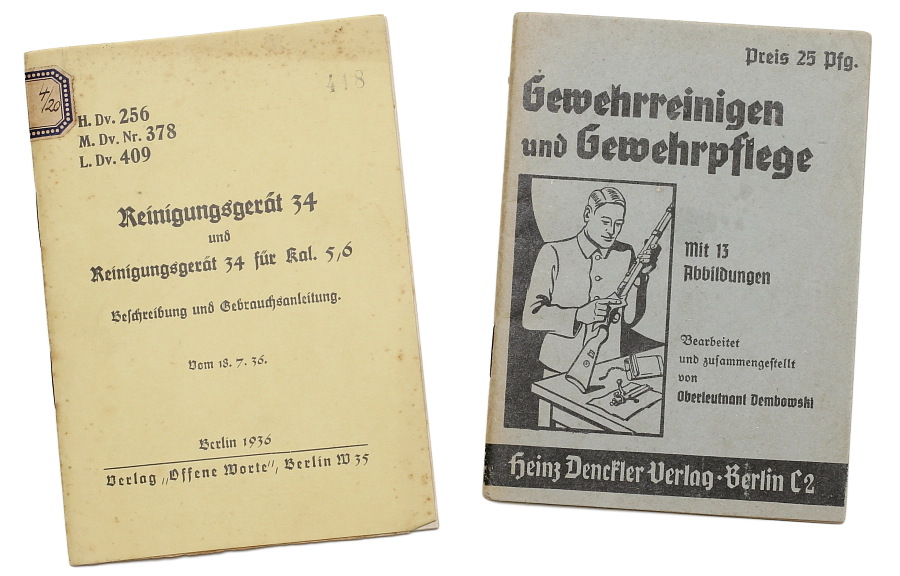 4/20
418
H. Dv. 256
M. Dv. Nr. 378
L. Dv. 409
Reinigungsgerät 34
und
Reinigungsgerät 34 für Kal. 5,6
Beschreibung und Gebrauchsanleitung.
Vom 18. 7. 36.
Berlin 1936
Verlag „Offene Worte“, Berlin W 35
Preis 25 Pfg.
Gewehrreinigen
und Gewehrpflege
Mit 13
Abbildungen
Bearbeitet
und zusammengestellt
von
Oberleutnant Dembowski
Heinz Denckler-Verlag · Berlin C2